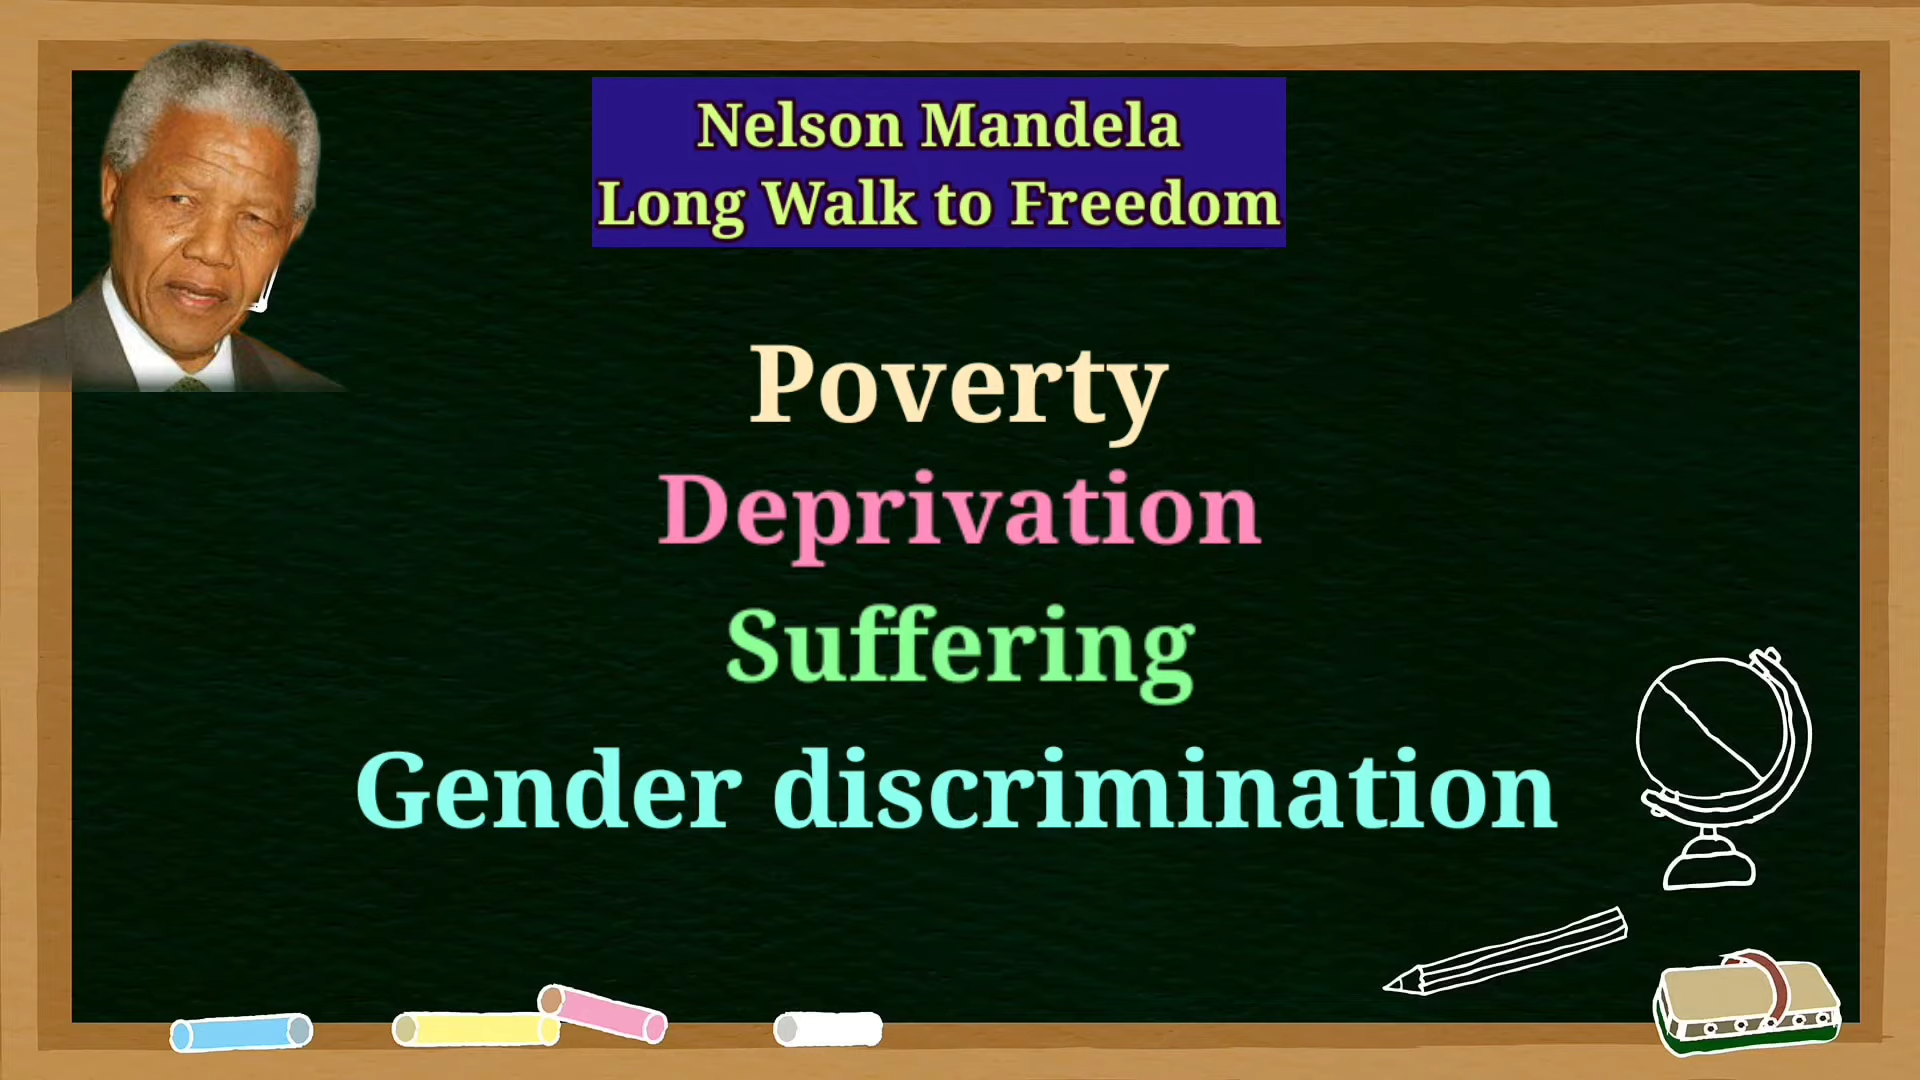 Nelson Mandela
Long Walk to Freedom
Poverty
Deprivation
Suffering
Gender discrimination